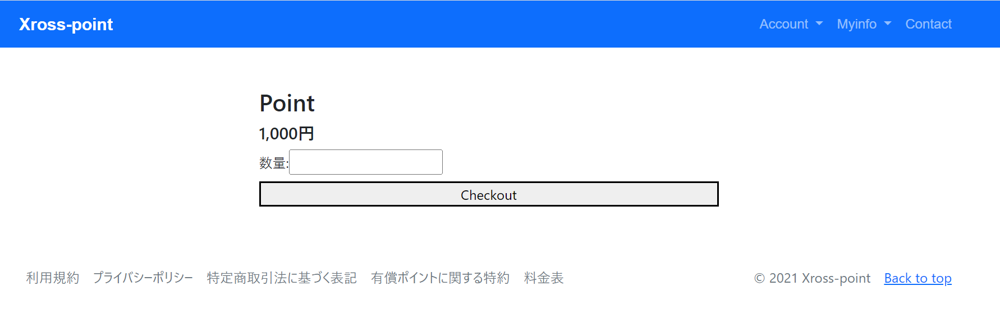 Xross-point Account Myinfo Contact
Point
1,000円
数量:
Checkout
利用規約 プライバシーポリシー 特定商取引法に基づく表記 有償ポイントに関する特約 料金表 © 2021 Xross-point Back to top